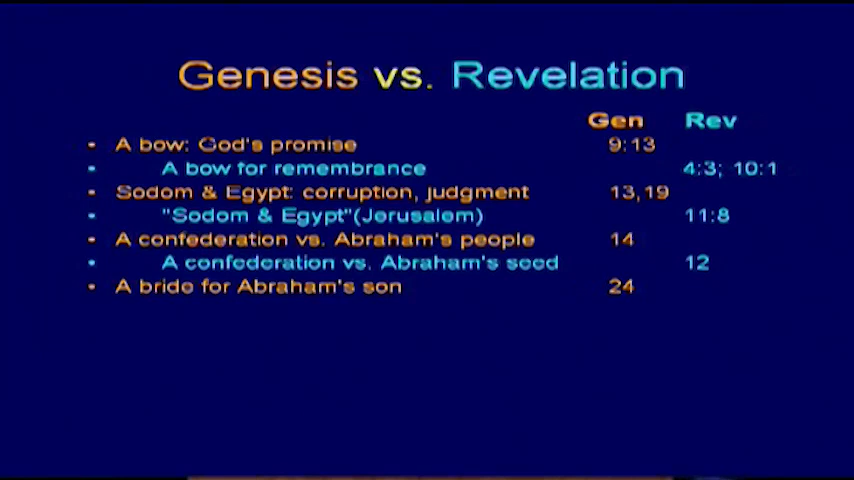 Genesis vs. Revelation
Gen Rev
• A bow: God's promise 9:13
• A bow for remembrance 4:3; 10:1
• Sodom & Egypt: corruption, judgment 13,19
• "Sodom & Egypt"(Jerusalem) 11:8
• A confederation vs. Abraham's people 14
• A confederation vs. Abraham's seed 12
• A bride for Abraham's son 24